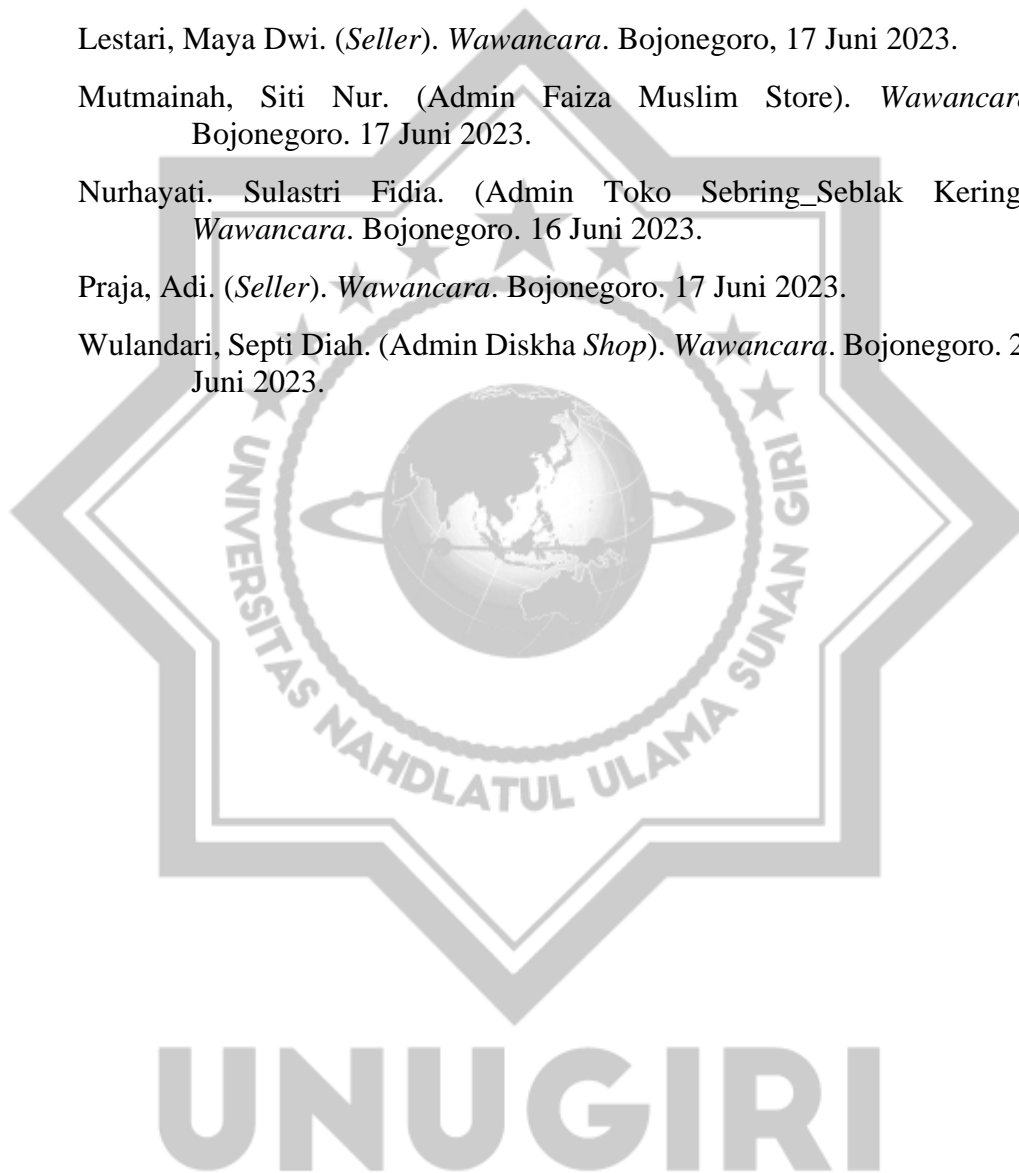 Lestari, Maya Dwi. (Seller). Wawancara. Bojonegoro, 17 Juni 2023.
Mutmainah, Siti Nur. (Admin Faiza Muslim Store). Wawancara
Bojonegoro. 17 Juni 2023.
Nurhayati. Sulastri Fidia. (Admin Toko Sebring_Seblak Kering
Wawancara. Bojonegoro. 16 Juni 2023.
Praja, Adi. (Seller). Wawancara. Bojonegoro. 17 Juni 2023.
Wulandari, Septi Diah. (Admin Diskha Shop). Wawancara. Bojonegoro. 2
Juni 2023.
UNIVERSITAS NAHDLATUL ULAMA SUNAN GIRI
UNUGIRI